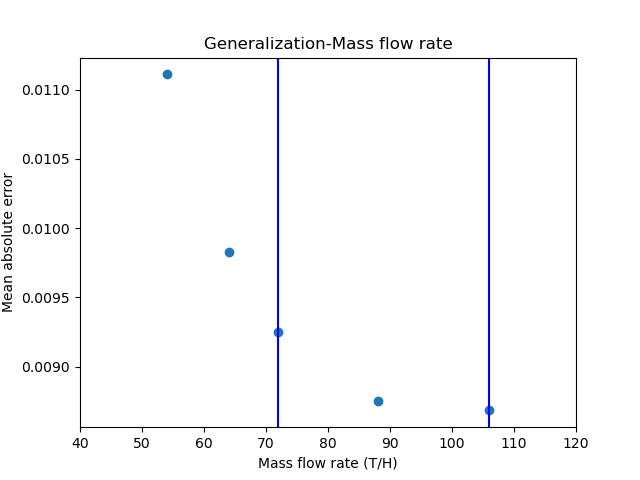 Generalization-Mass flow rate
Mean absolute error
0.0110
0.0105
0.0100
0.0095
0.0090
40 50 60 70 80 90 100 110 120
Mass flow rate (T/H)